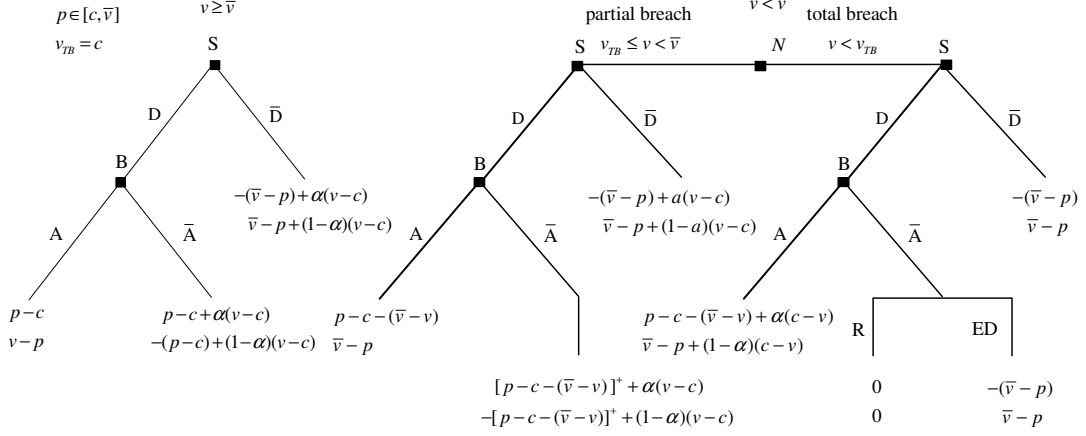 p∈[c, v̄]
v ≥ v̄
v_TB = c
S
D
D̄
B
−(v̄−p)+α(v−c)
v̄−p+(1−α)(v−c)
A
Ā
p−c
v−p
p−c+α(v−c)
−(p−c)+(1−α)(v−c)
partial breach
total breach
v_TB ≤ v < v̄
N
v < v_TB
S
S
D
D̄
B
−(v̄−p)+a(v−c)
v̄−p+(1−a)(v−c)
A
Ā
p−c−(v̄−v)
v̄−p
[p−c−(v̄−v)]⁺+α(v−c)
−[p−c−(v̄−v)]⁺+(1−α)(v−c)
D
D̄
B
−(v̄−p)
v̄−p
A
Ā
p−c−(v̄−v)+α(c−v)
v̄−p+(1−α)(c−v)
R
ED
0
0
−(v̄−p)
v̄−p